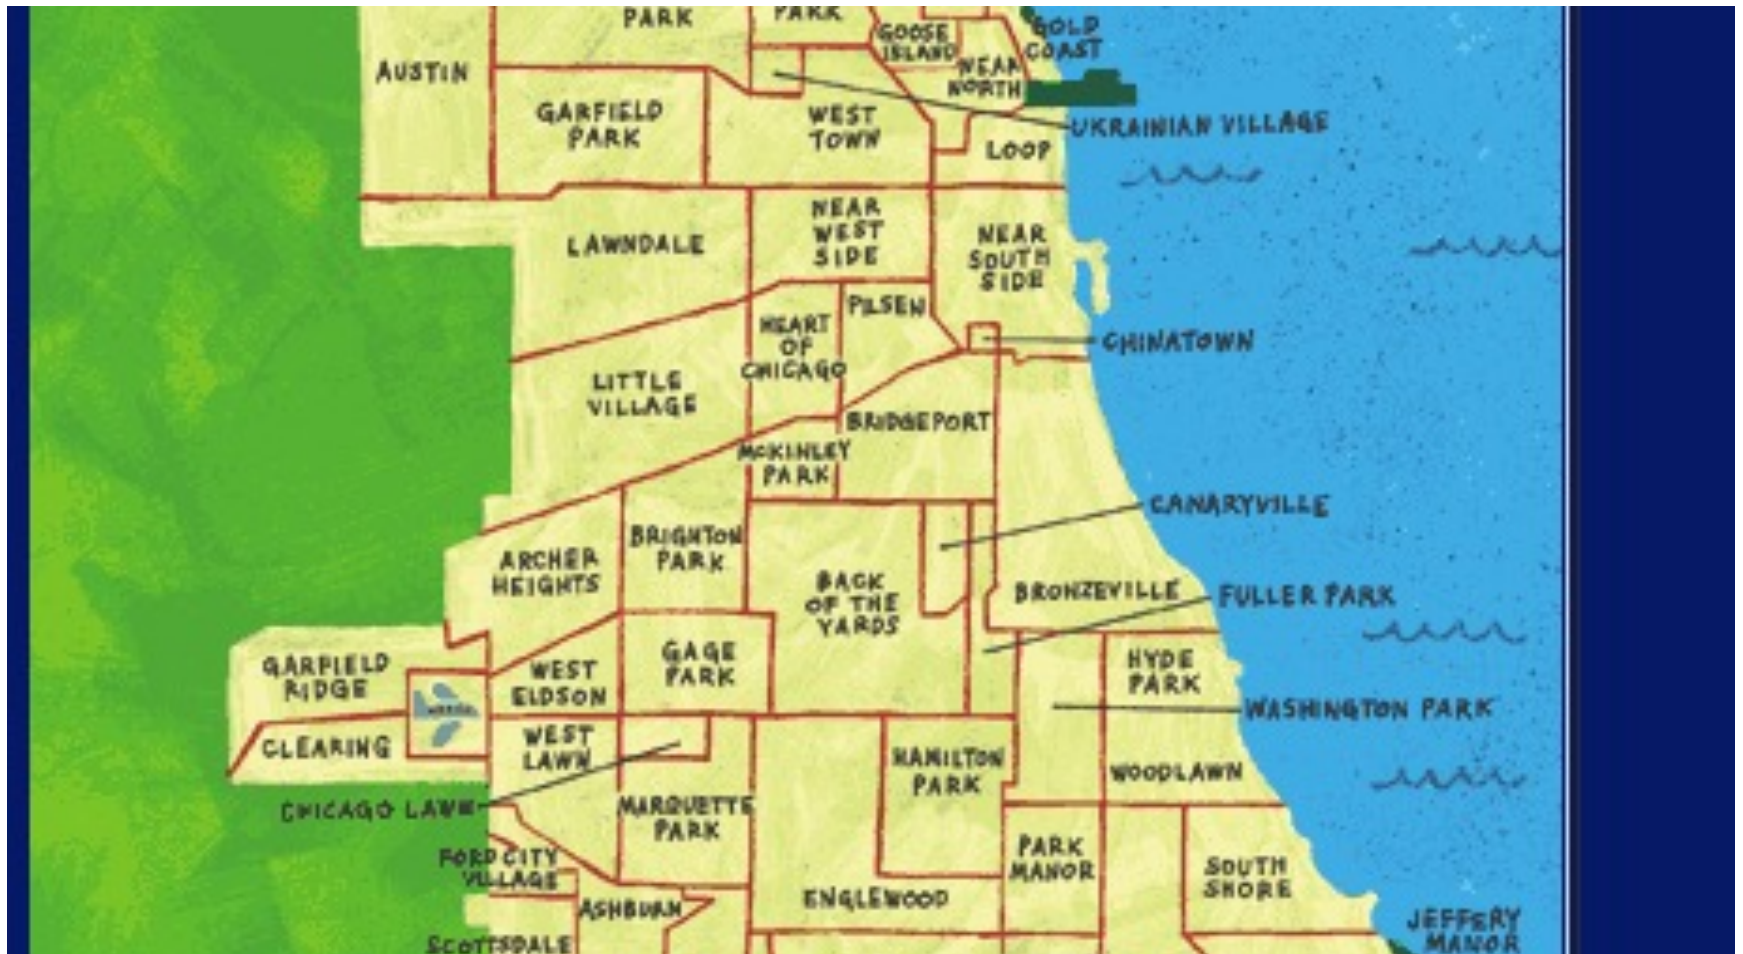 PARK
PARK
GOOSE
ISLAND
GOLD
COAST
AUSTIN
NEAR
NORTH
GARFIELD
PARK
WEST
TOWN
UKRAINIAN VILLAGE
LOOP
LAWNDALE
NEAR
WEST
SIDE
NEAR
SOUTH
SIDE
PILSEN
HEART
OF
CHICAGO
CHINATOWN
LITTLE
VILLAGE
BRIDGEPORT
MCKINLEY
PARK
CANARYVILLE
ARCHER
HEIGHTS
BRIGHTON
PARK
BACK
OF THE
YARDS
BRONZEVILLE
FULLER PARK
GARFIELD
RIDGE
WEST
ELDSON
GAGE
PARK
HYDE
PARK
WASHINGTON PARK
CLEARING
WEST
LAWN
HAMILTON
PARK
WOODLAWN
CHICAGO LAWN
MARQUETTE
PARK
FORD CITY
VILLAGE
PARK
MANOR
SOUTH
SHORE
ASHBURN
ENGLEWOOD
JEFFERY
MANOR
SCOTTSDALE